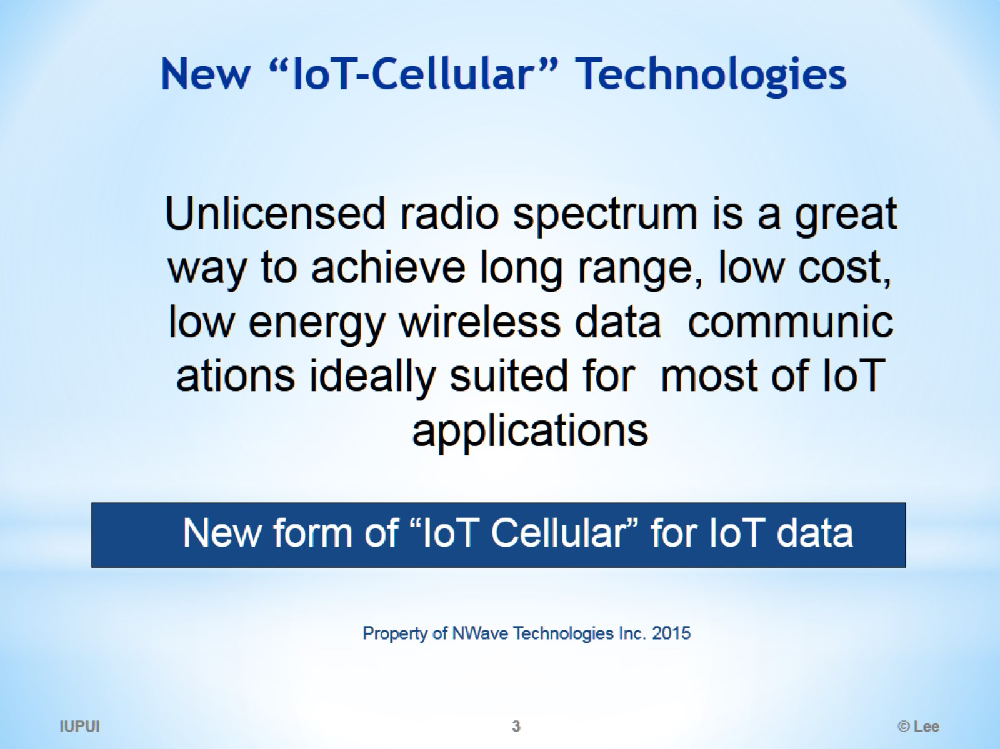 New “IoT-Cellular” Technologies
Unlicensed radio spectrum is a great
way to achieve long range, low cost,
low energy wireless data  communic
ations ideally suited for  most of IoT
applications
New form of “IoT Cellular” for IoT data
Property of NWave Technologies Inc. 2015
IUPUI
3
© Lee